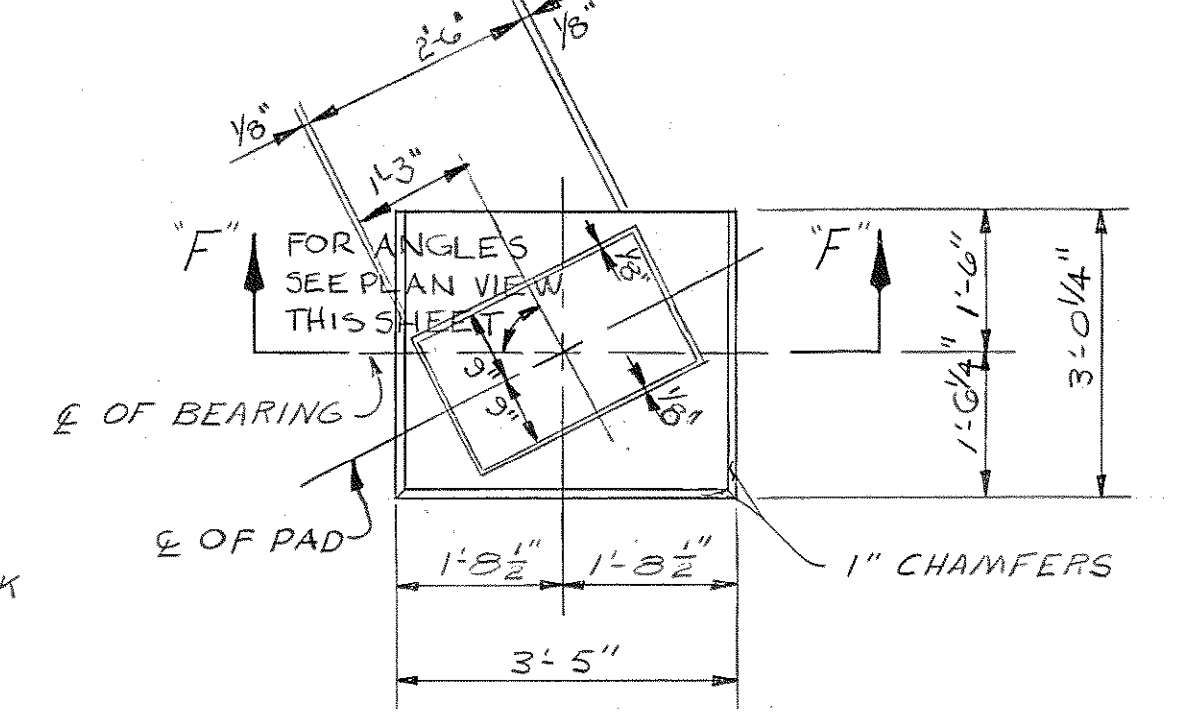 2'-6"
1/8"
1/8"
1'-3"
"F"
FOR ANGLES
SEE PLAN VIEW
THIS SHEET
1/8"
"F"
1'-6"
3'-0 1/4"
1'-6 1/4"
9"
9"
1/8"
℄ OF BEARING
℄ OF PAD
1'-8 1/2"
1'-8 1/2"
1" CHAMFERS
K
3'-5"